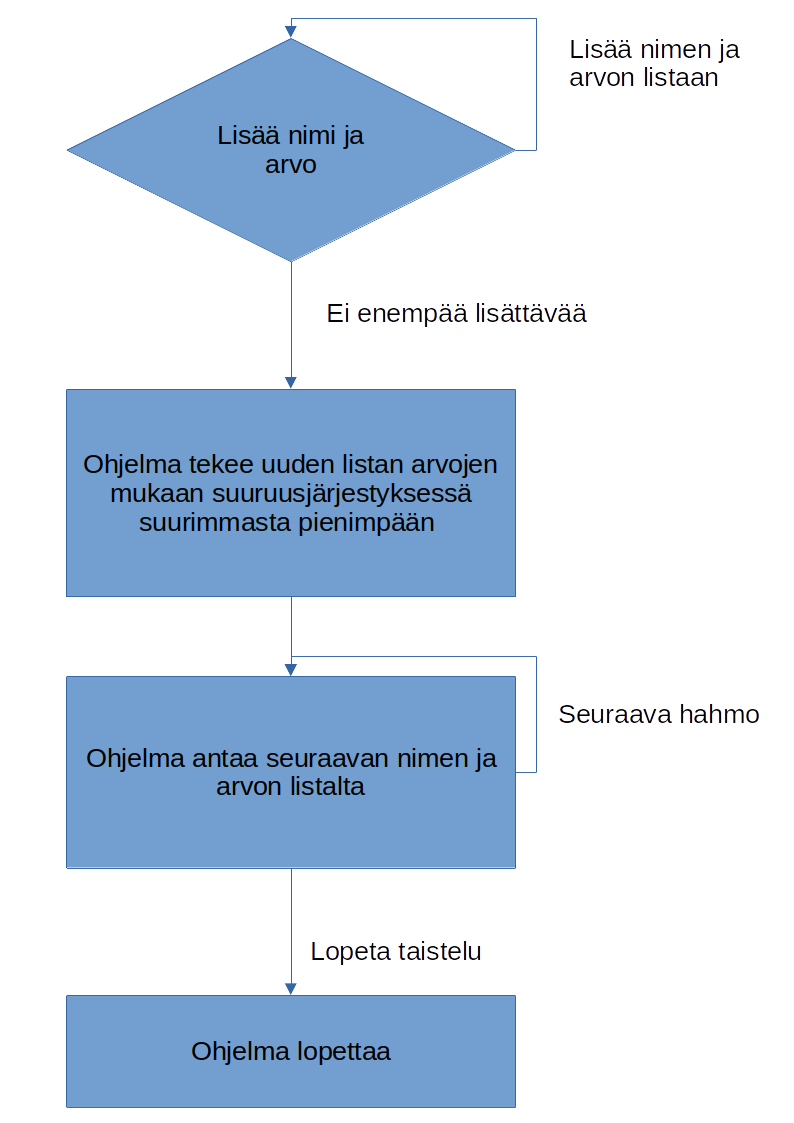 Lisää nimen ja
arvon listaan
Lisää nimi ja
arvo
Ei enempää lisättävää
Ohjelma tekee uuden listan arvojen
mukaan suuruusjärjestyksessä
suurimmasta pienimpään
Seuraava hahmo
Ohjelma antaa seuraavan nimen ja
arvon listalta
Lopeta taistelu
Ohjelma lopettaa